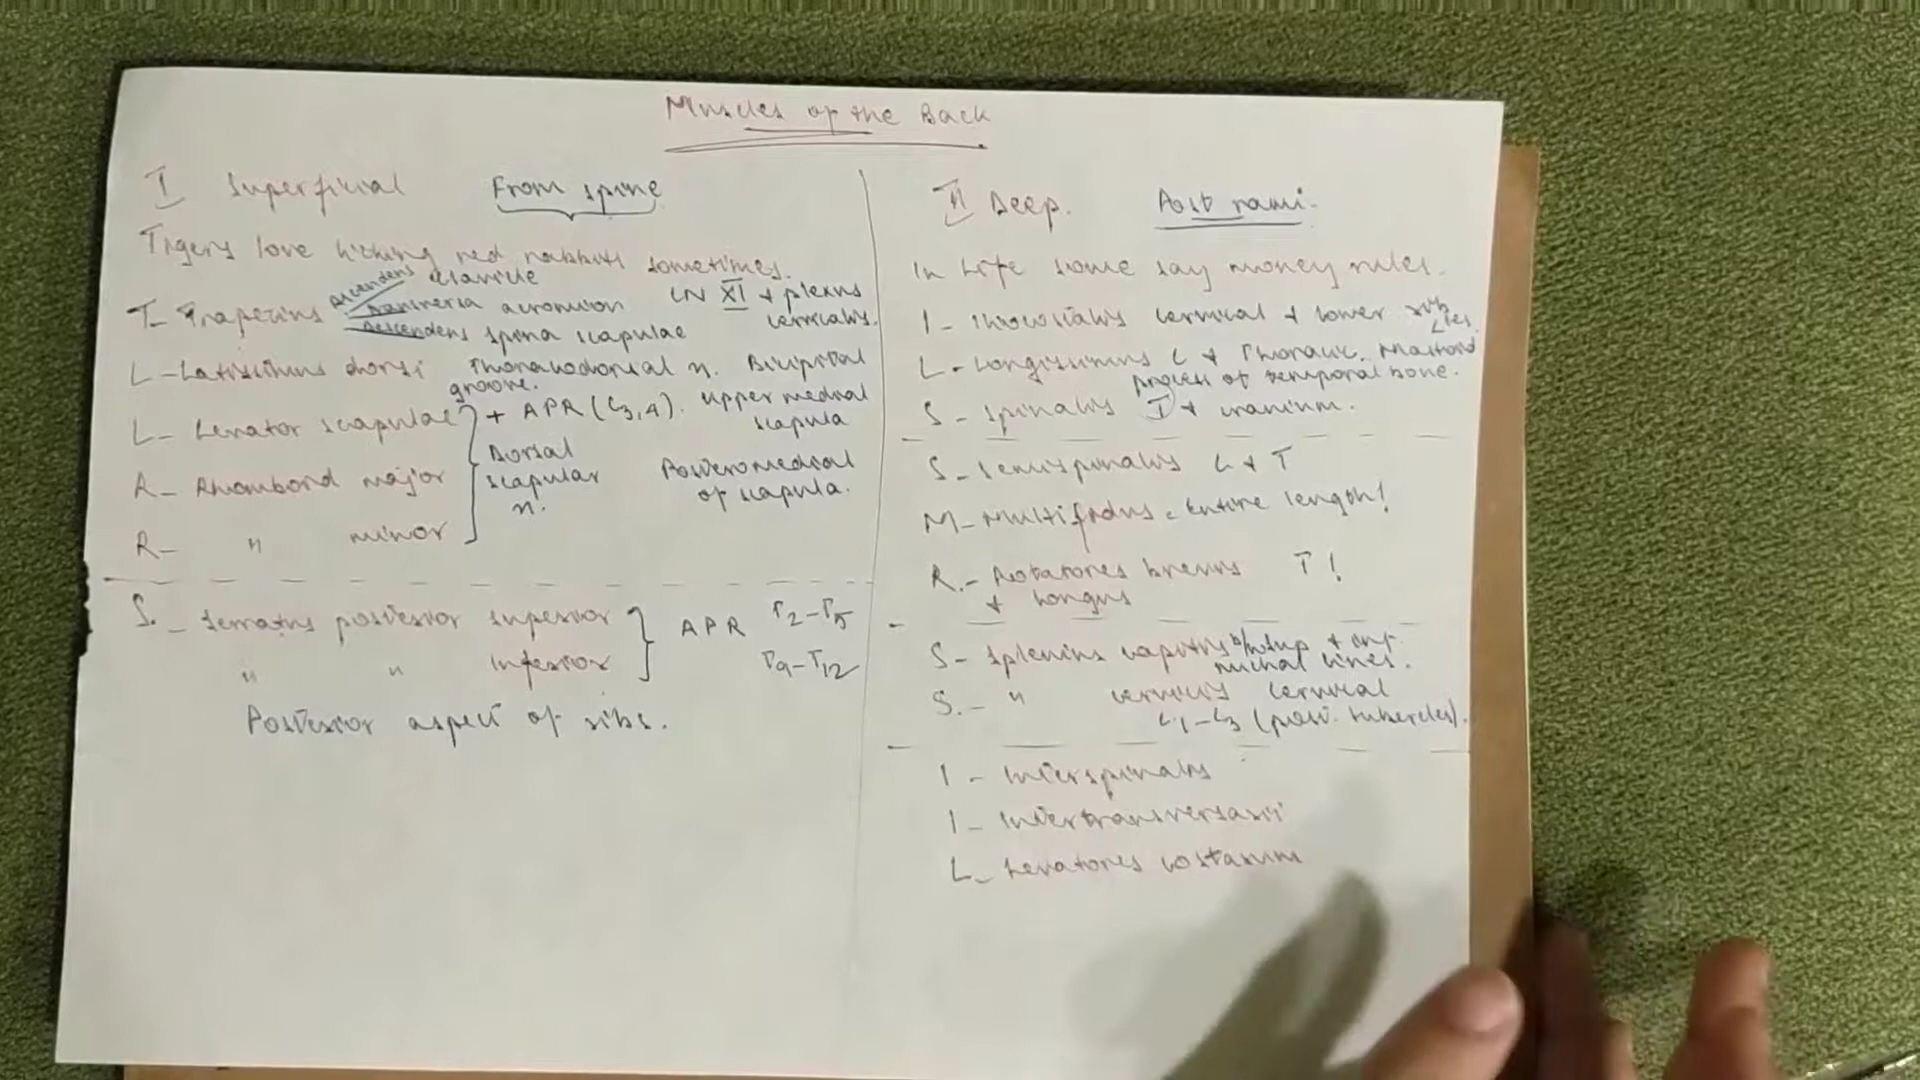 Muscles of the Back
I Superficial From spine
Tigers love kicking red rabbits sometimes.
T- Trapezius Ascendens clavicle
Transversa acromion
Descendens spina scapulae
CN XI + plexus
cervicalis.
L- Latissimus dorsi Thoracodorsal n. Bicipital
groove.
L- Levator scapulae + APR (C3,4). upper medial
scapula
R- Rhomboid major Dorsal
scapular
n.
Posteromedial
of scapula.
R- " minor
S.- Serratus posterior superior APR T2-T5
" " Inferior T9-T12
Posterior aspect of ribs.
II Deep. Post rami.
In Life some say money rules.
I- Iliocostalis cervical + lower
L- Longissimus C + Thoracic. Mastoid
process of temporal bone.
S- Spinalis T + cranium.
S- Semispinalis C + T
M- Multifidus = Entire length!
R.- Rotatores brevis T!
+ longus
S- Splenius capitis b/w sup + inf
nuchal lines.
S.- " cervicis cervical
C1-C3 (post. tubercles).
I- Interspinales
I- Intertransversarii
L- Levatores costarum